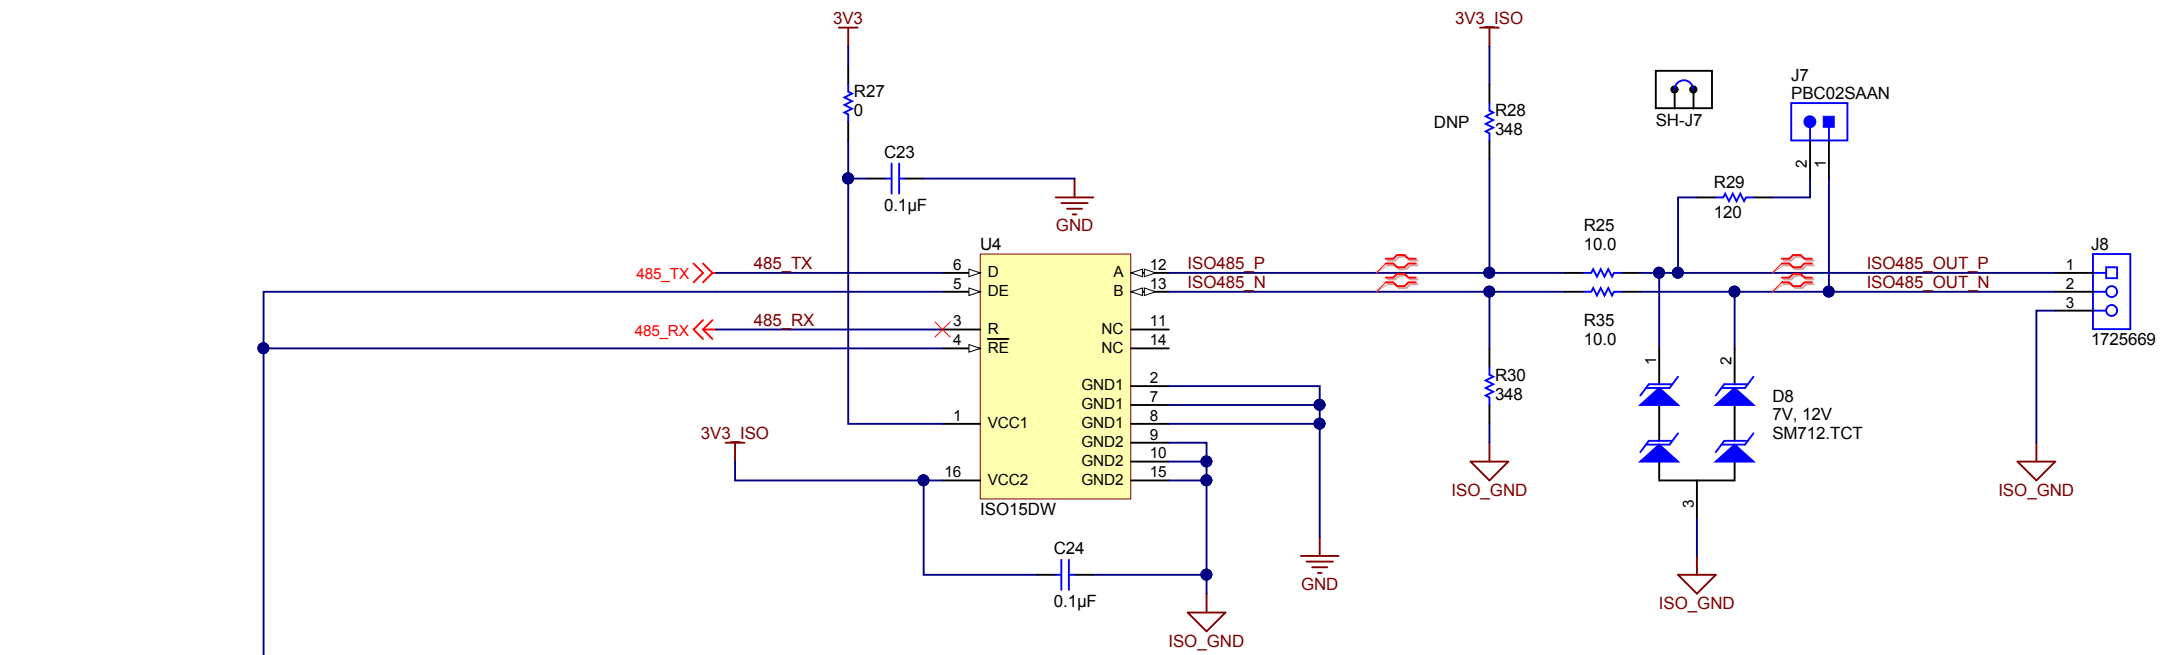 3V3
3V3_ISO
J7
PBC02SAAN
R27
0
DNP
R28
348
SH-J7
2
1
C23
0.1µF
GND
R29
120
R25
10.0
U4
J8
485_TX
485_TX
6
D
A
12
ISO485_P
ISO485_OUT_P
1
5
DE
B
13
ISO485_N
ISO485_OUT_N
2
485_RX
485_RX
3
R
NC
11
R35
10.0
3
4
RE
NC
14
1725669
1
2
GND1
2
R30
348
GND1
7
D8
7V, 12V
SM712.TCT
1
VCC1
GND1
8
3V3_ISO
GND2
9
GND2
10
16
VCC2
GND2
15
ISO_GND
ISO_GND
ISO15DW
3
C24
0.1µF
GND
ISO_GND
ISO_GND